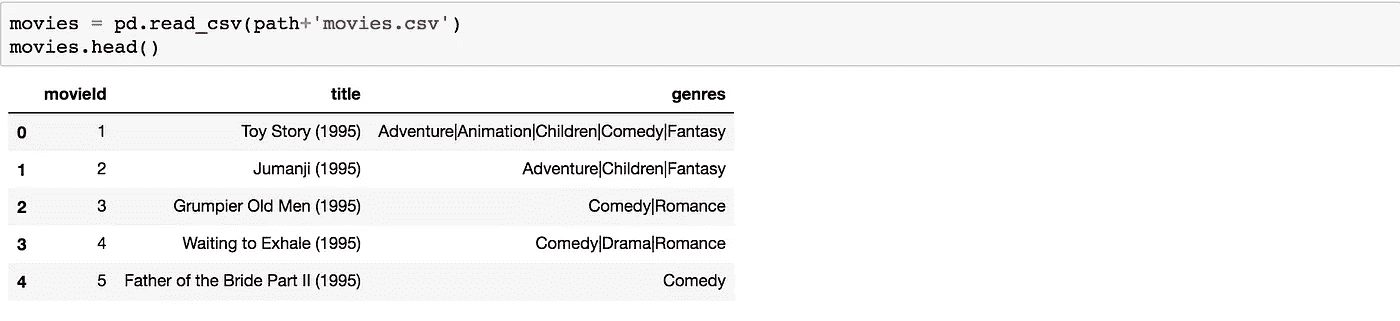 movies = pd.read_csv(path+'movies.csv')
movies.head()
movieId title genres
0 1 Toy Story (1995) Adventure|Animation|Children|Comedy|Fantasy
1 2 Jumanji (1995) Adventure|Children|Fantasy
2 3 Grumpier Old Men (1995) Comedy|Romance
3 4 Waiting to Exhale (1995) Comedy|Drama|Romance
4 5 Father of the Bride Part II (1995) Comedy